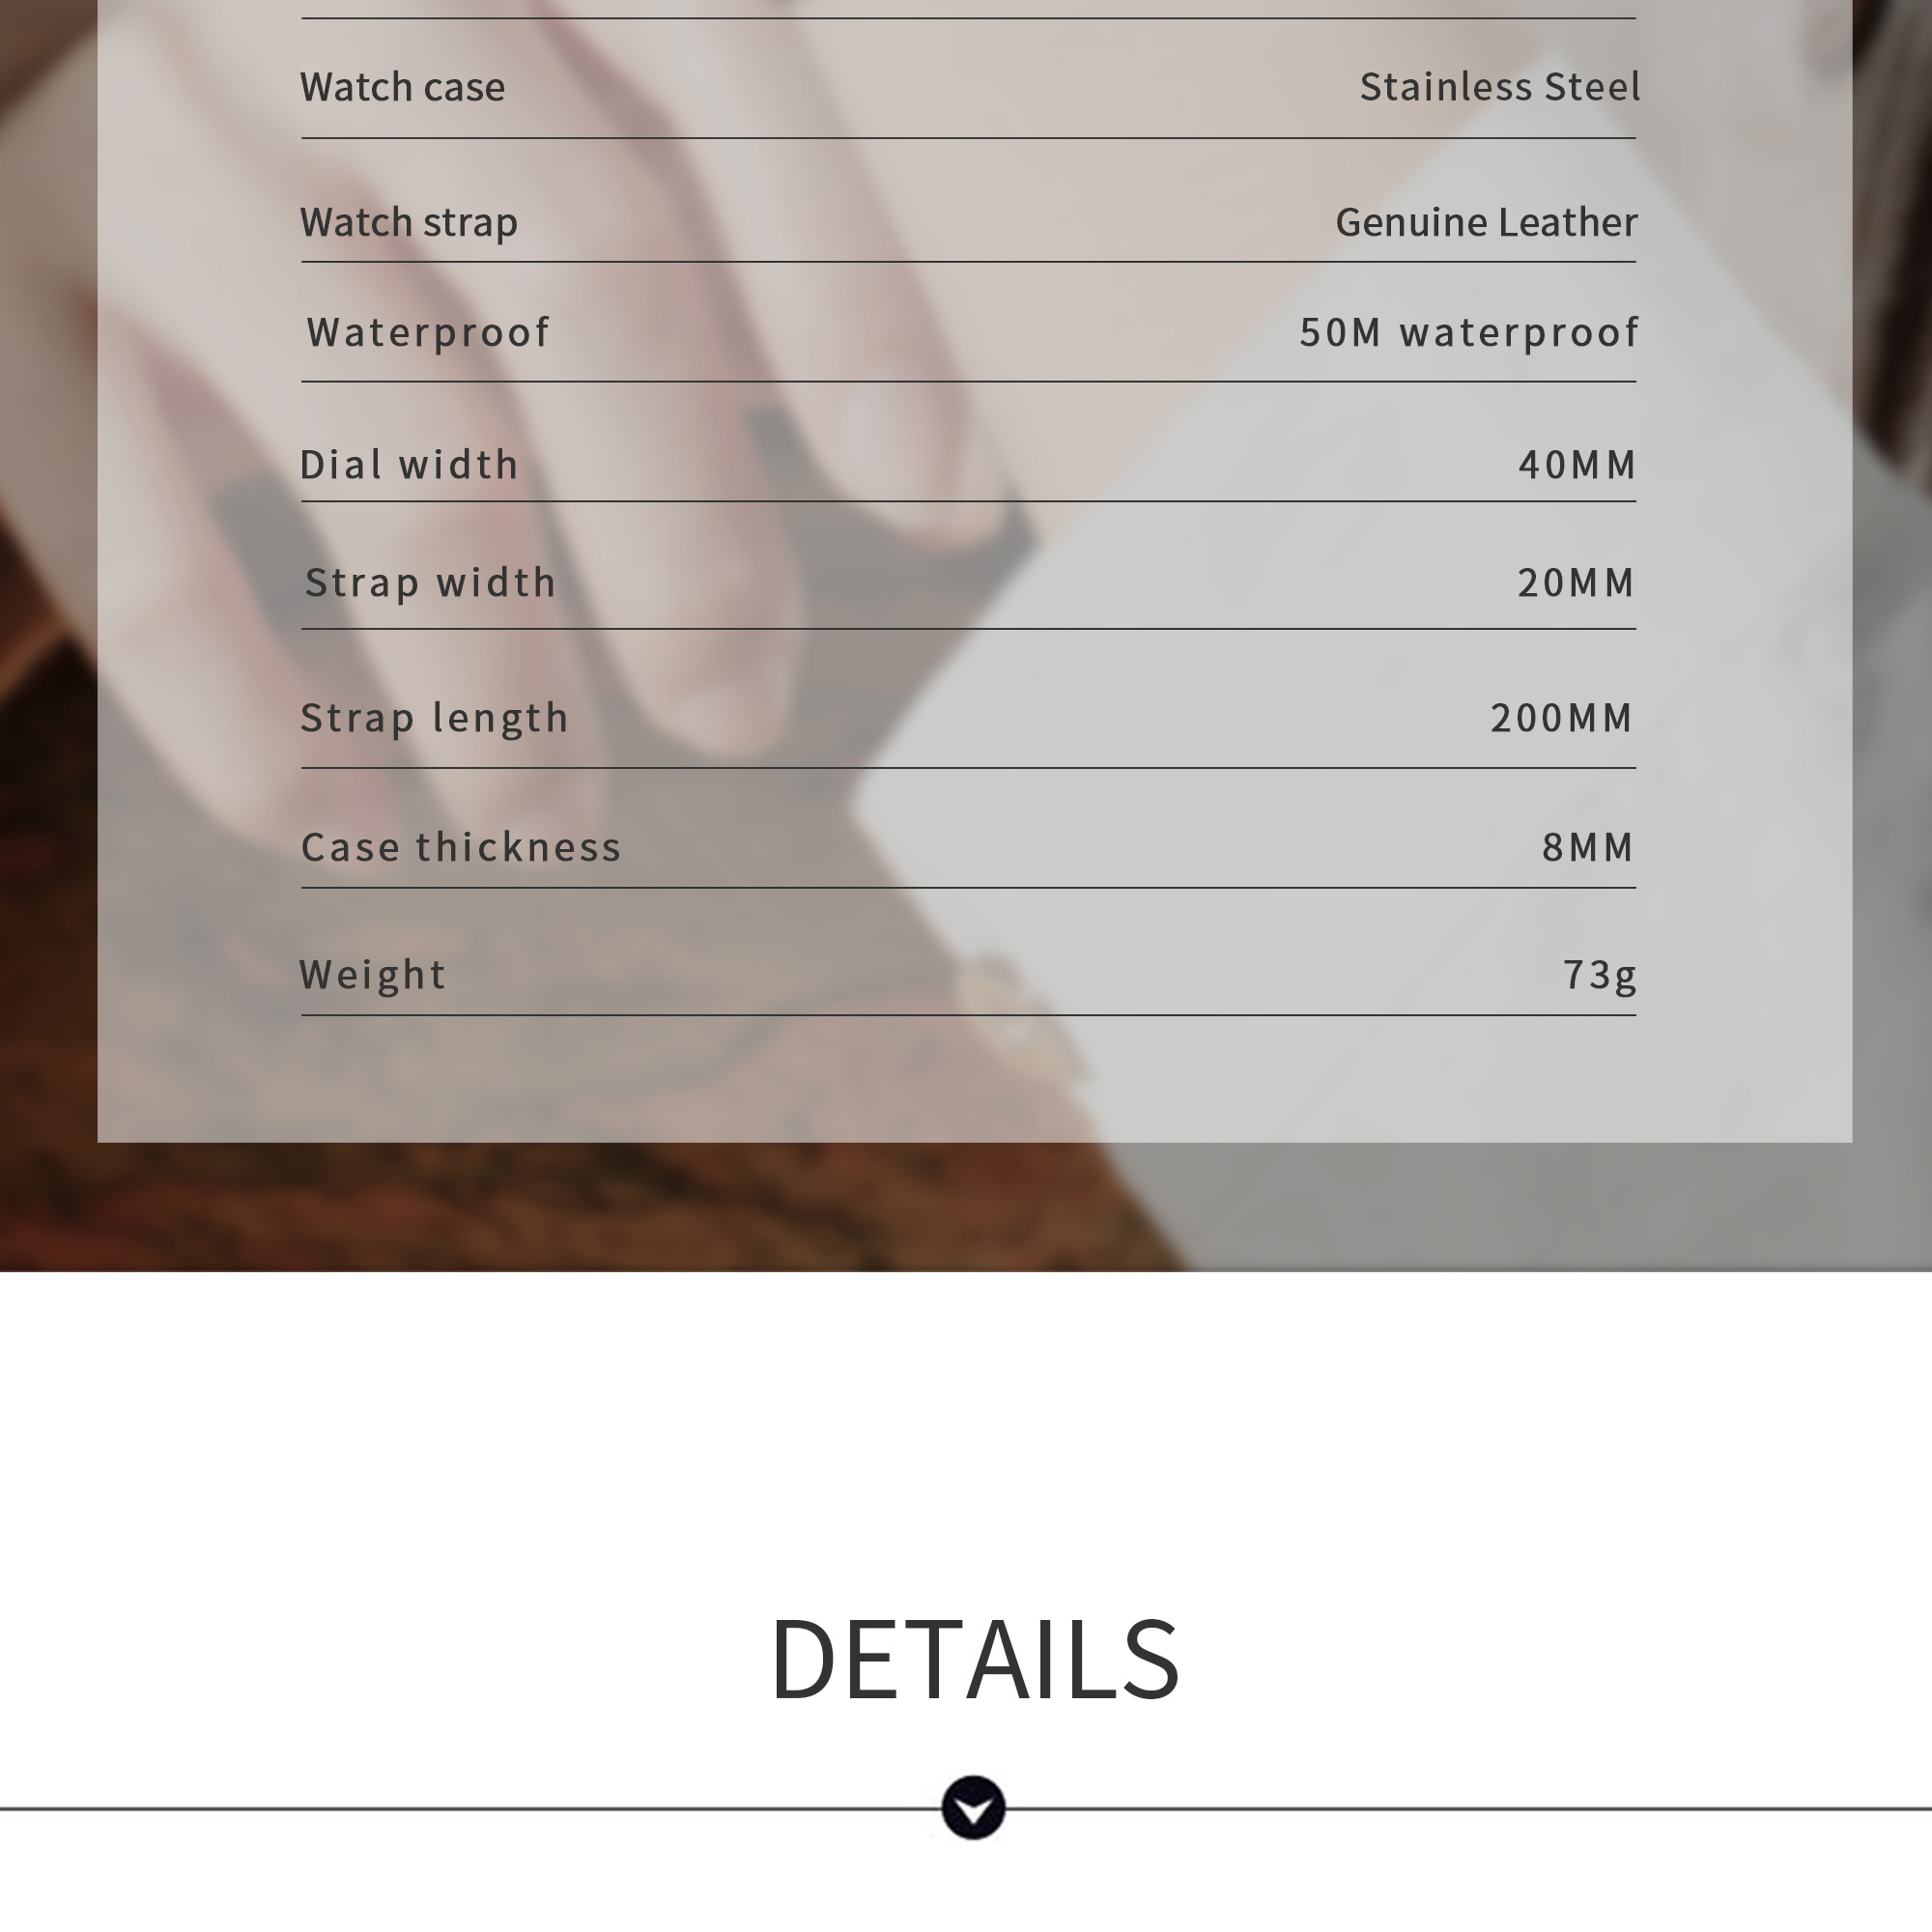 Watch case Stainless Steel
Watch strap Genuine Leather
Waterproof 50M waterproof
Dial width 40MM
Strap width 20MM
Strap length 200MM
Case thickness 8MM
Weight 73g
DETAILS